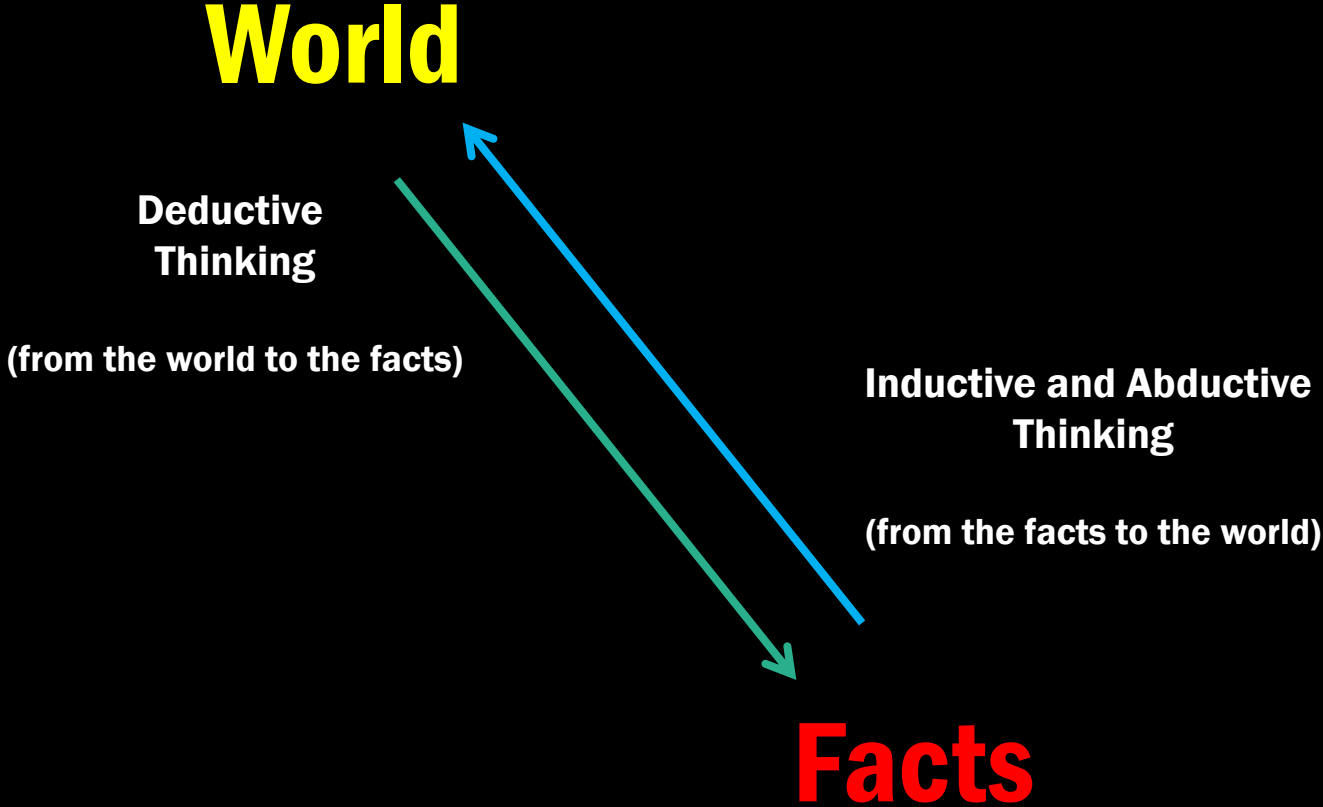 World
Deductive
Thinking
(from the world to the facts)
Inductive and Abductive
Thinking
(from the facts to the world)
Facts